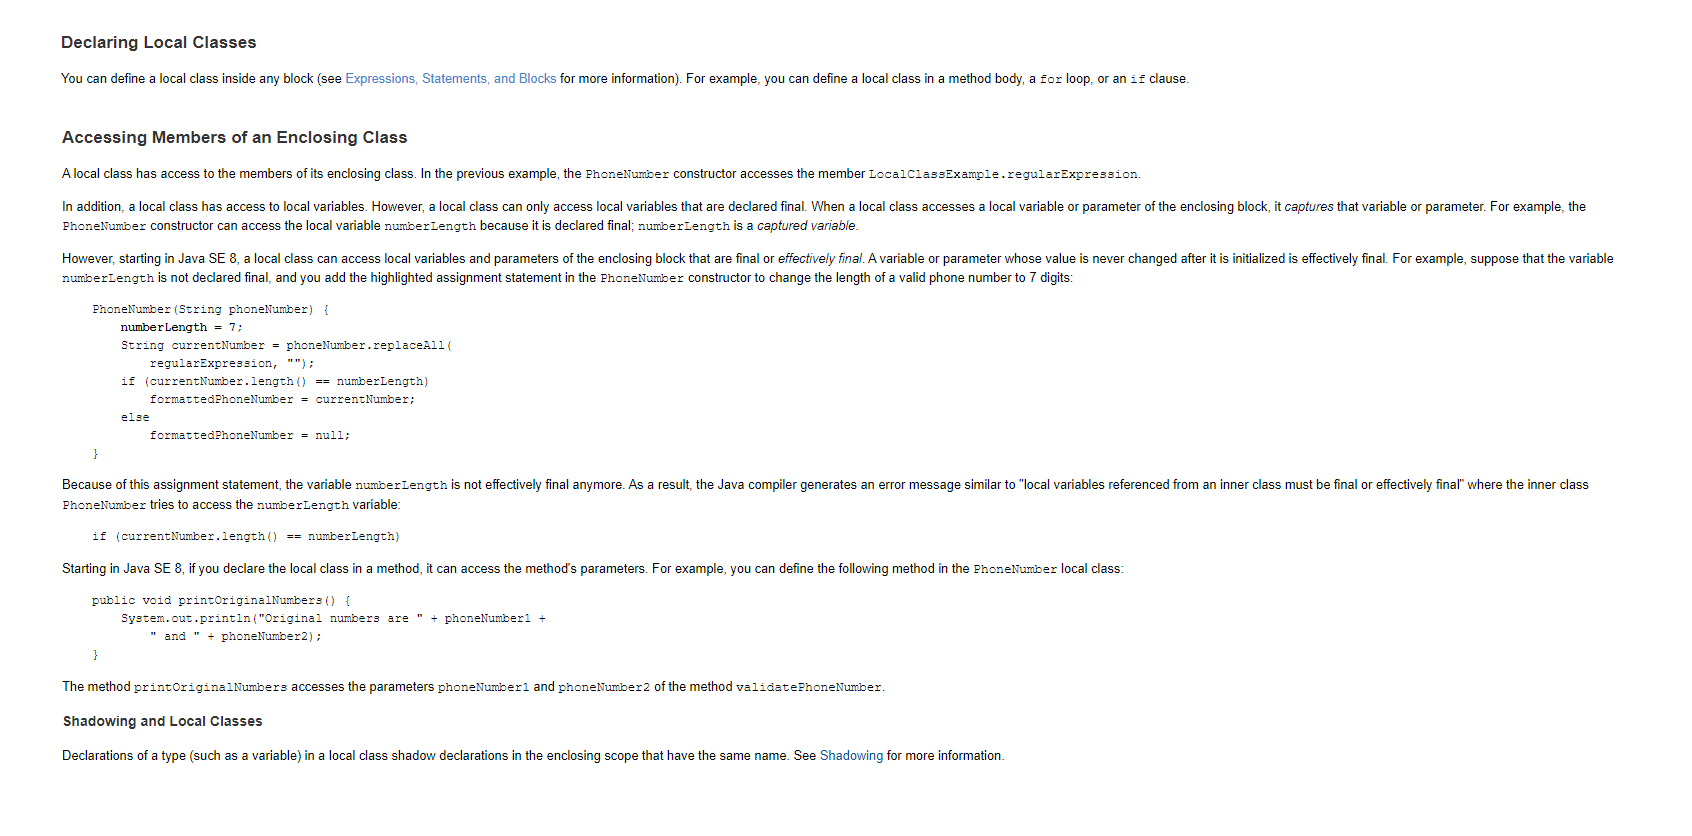 Declaring Local Classes
You can define a local class inside any block (see Expressions, Statements, and Blocks for more information). For example, you can define a local class in a method body, a for loop, or an if clause.
Accessing Members of an Enclosing Class
A local class has access to the members of its enclosing class. In the previous example, the PhoneNumber constructor accesses the member LocalClassExample.regularExpression.
In addition, a local class has access to local variables. However, a local class can only access local variables that are declared final. When a local class accesses a local variable or parameter of the enclosing block, it captures that variable or parameter. For example, the
PhoneNumber constructor can access the local variable numberLength because it is declared final; numberLength is a captured variable.
However, starting in Java SE 8, a local class can access local variables and parameters of the enclosing block that are final or effectively final. A variable or parameter whose value is never changed after it is initialized is effectively final. For example, suppose that the variable
numberLength is not declared final, and you add the highlighted assignment statement in the PhoneNumber constructor to change the length of a valid phone number to 7 digits:
PhoneNumber(String phoneNumber) {
numberLength = 7;
String currentNumber = phoneNumber.replaceAll(
regularExpression, "");
if (currentNumber.length() == numberLength)
formattedPhoneNumber = currentNumber;
else
formattedPhoneNumber = null;
}
Because of this assignment statement, the variable numberLength is not effectively final anymore. As a result, the Java compiler generates an error message similar to "local variables referenced from an inner class must be final or effectively final" where the inner class
PhoneNumber tries to access the numberLength variable:
if (currentNumber.length() == numberLength)
Starting in Java SE 8, if you declare the local class in a method, it can access the method's parameters. For example, you can define the following method in the PhoneNumber local class:
public void printOriginalNumbers() {
System.out.println("Original numbers are " + phoneNumber1 +
" and " + phoneNumber2);
}
The method printOriginalNumbers accesses the parameters phoneNumber1 and phoneNumber2 of the method validatePhoneNumber.
Shadowing and Local Classes
Declarations of a type (such as a variable) in a local class shadow declarations in the enclosing scope that have the same name. See Shadowing for more information.